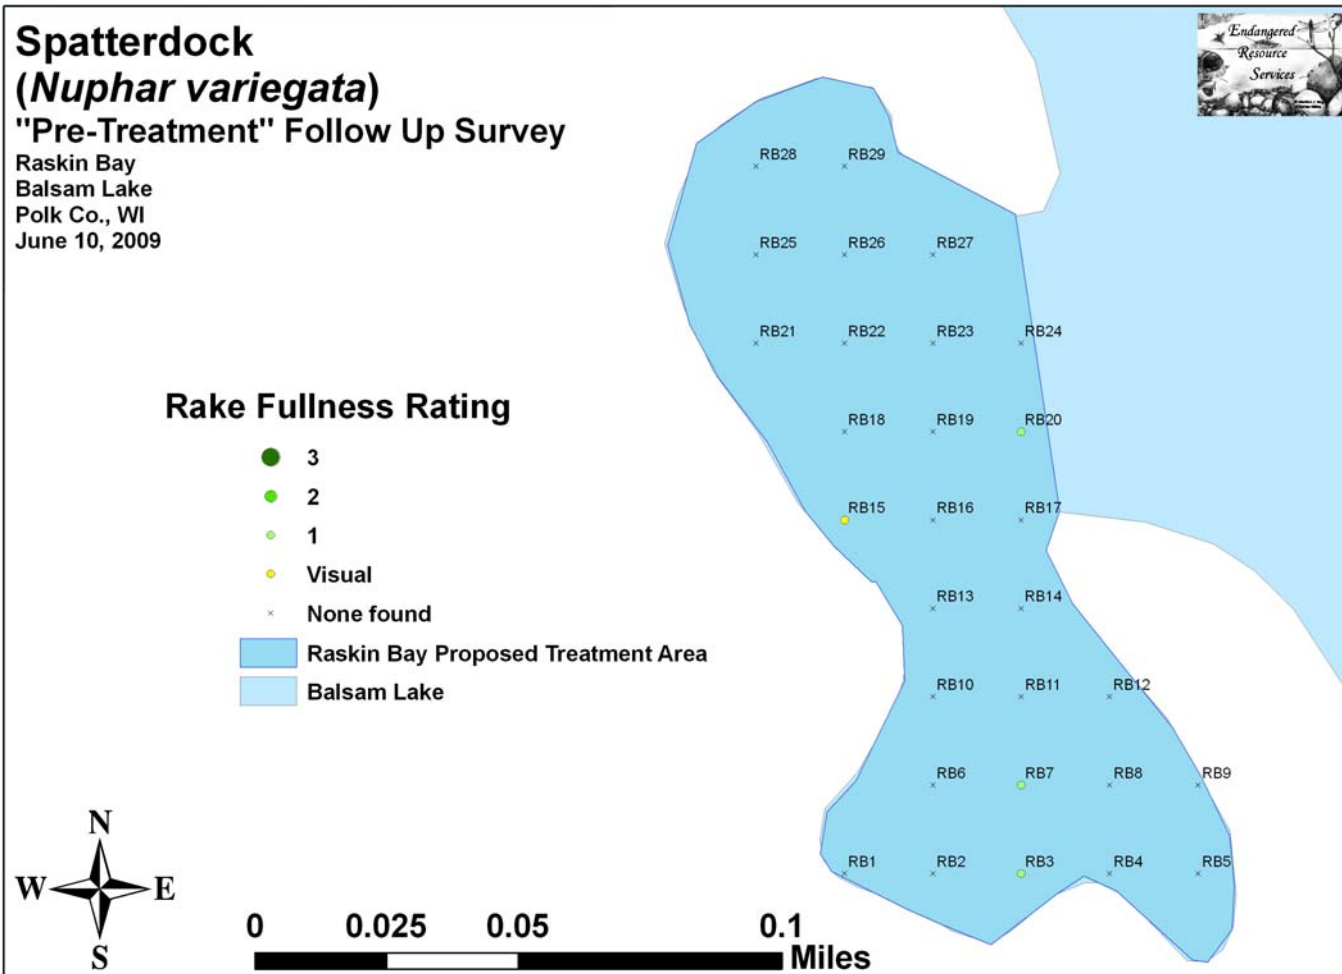 Spatterdock
(Nuphar variegata)
"Pre-Treatment" Follow Up Survey
Raskin Bay
Balsam Lake
Polk Co., WI
June 10, 2009
Endangered
Resource
Services
RB28 RB29
RB25 RB26 RB27
RB21 RB22 RB23 RB24
RB18 RB19 RB20
RB15 RB16 RB17
RB13 RB14
RB10 RB11 RB12
RB6 RB7 RB8 RB9
RB1 RB2 RB3 RB4 RB5
Rake Fullness Rating
3
2
1
Visual
None found
Raskin Bay Proposed Treatment Area
Balsam Lake
N
W E
S
0 0.025 0.05 0.1
Miles